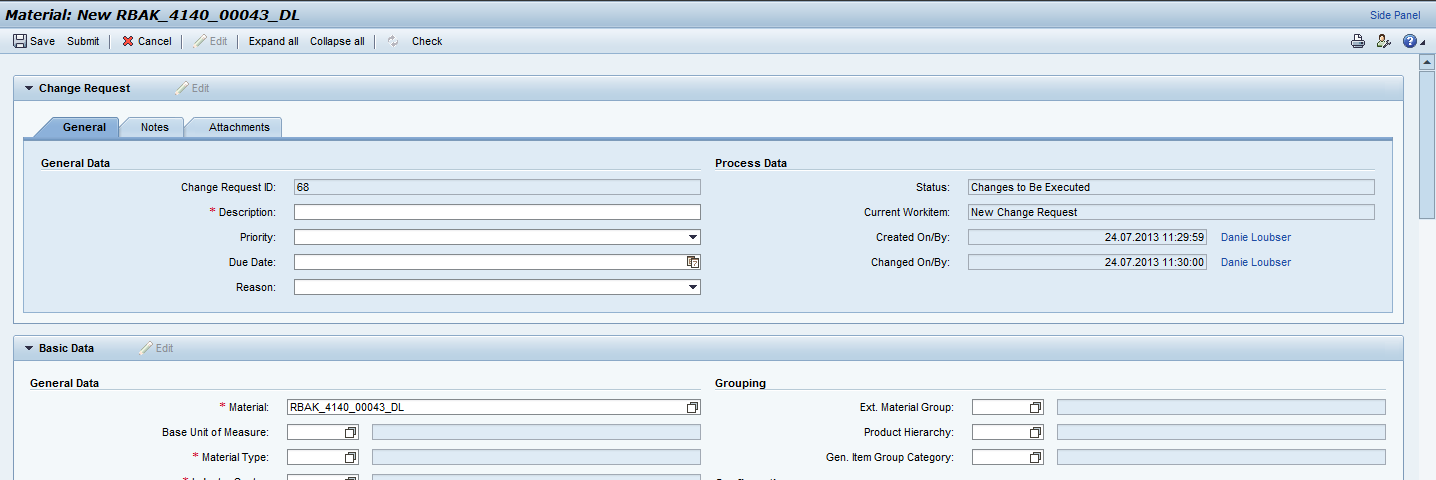 Material: New RBAK_4140_00043_DL
Side Panel
Save Submit Cancel Edit Expand all Collapse all Check
Change Request Edit
General Notes Attachments
General Data
Change Request ID: 68
* Description:
Priority:
Due Date:
Reason:
Process Data
Status: Changes to Be Executed
Current Workitem: New Change Request
Created On/By: 24.07.2013 11:29:59 Danie Loubser
Changed On/By: 24.07.2013 11:30:00 Danie Loubser
Basic Data Edit
General Data
* Material: RBAK_4140_00043_DL
Base Unit of Measure:
* Material Type:
Grouping
Ext. Material Group:
Product Hierarchy:
Gen. Item Group Category: